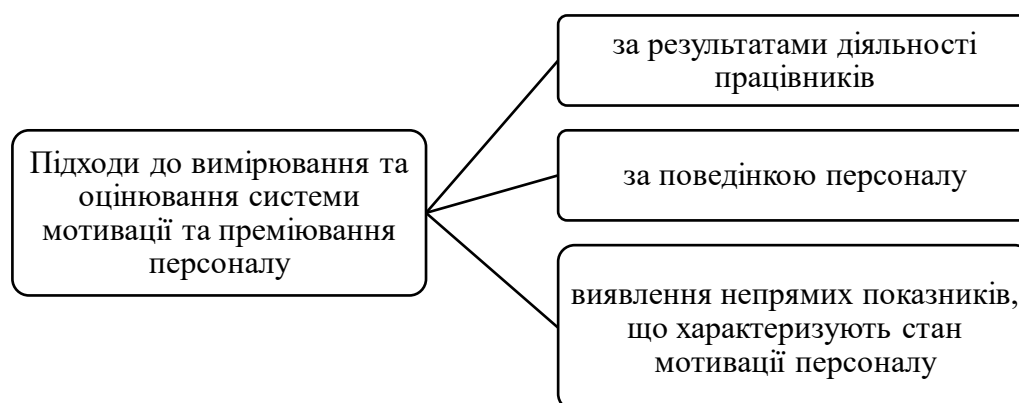 Підходи до вимірювання та
оцінювання системи
мотивації та преміювання
персоналу
за результатами діяльності
працівників
за поведінкою персоналу
виявлення непрямих показників,
що характеризують стан
мотивації персоналу